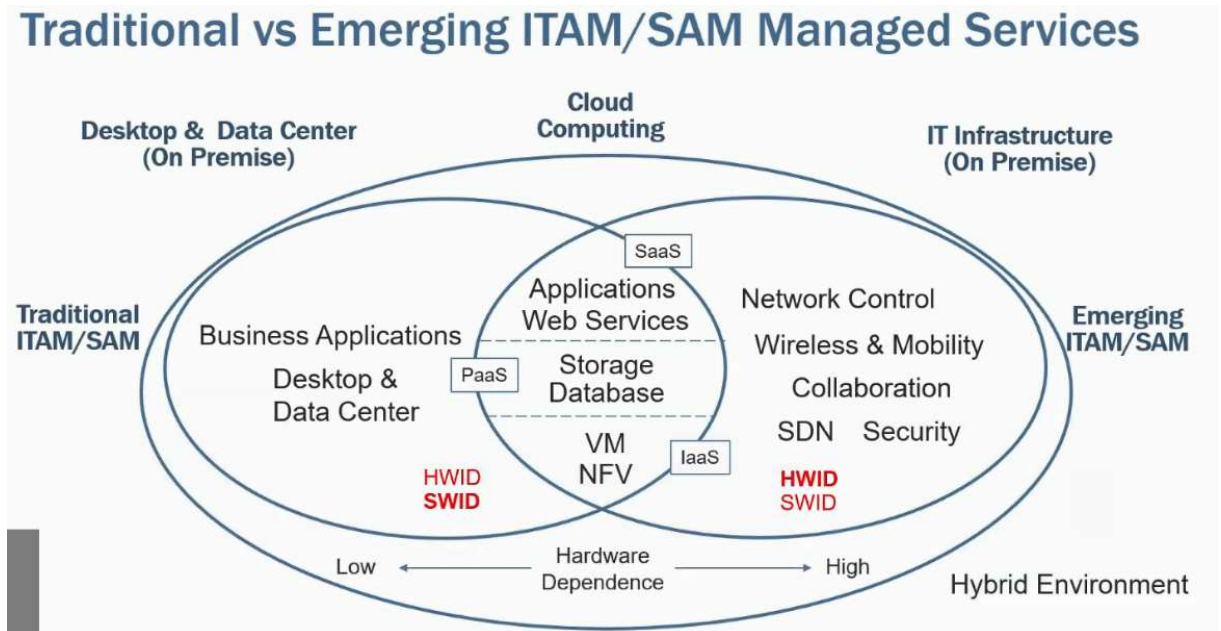 Traditional vs Emerging ITAM/SAM Managed Services
Desktop & Data Center
(On Premise)
Cloud
Computing
IT Infrastructure
(On Premise)
Traditional
ITAM/SAM
Emerging
ITAM/SAM
Business Applications
Desktop &
Data Center
HWID
SWID
SaaS
Applications
Web Services
PaaS
Storage
Database
VM
NFV
IaaS
Network Control
Wireless & Mobility
Collaboration
SDN Security
HWID
SWID
Low
Hardware
Dependence
High
Hybrid Environment